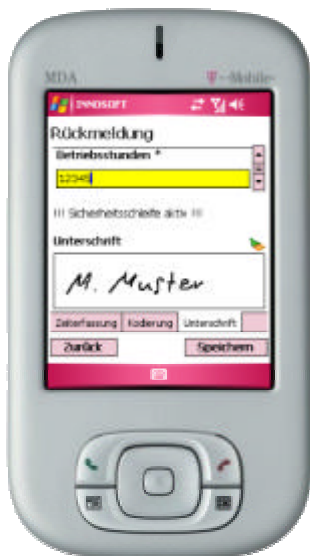 MDA T--Mobile-
INNOSOFT
Rückmeldung
Betriebsstunden *
12345
!!! Sicherheitsschleife aktiv !!!
Unterschrift
M. Muster
Zeiterfassung Kodierung Unterschrift
Zurück Speichern